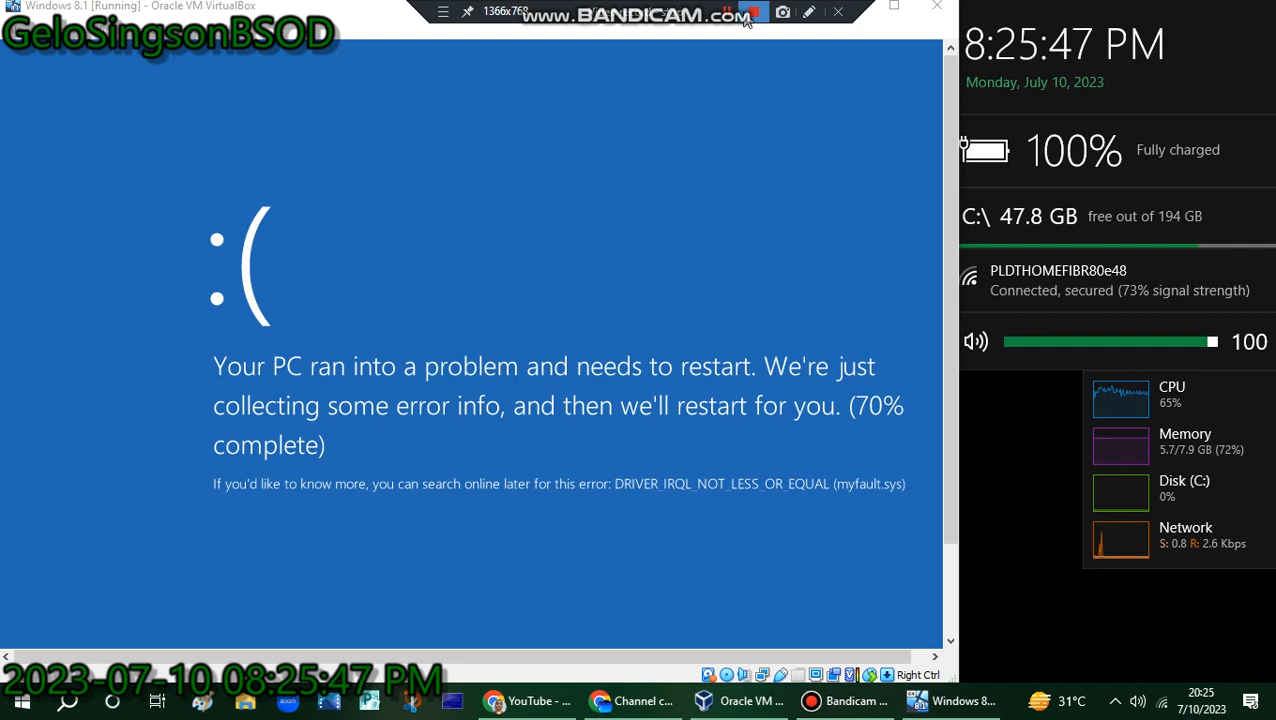 Windows 8.1 [Running] - Oracle VM VirtualBox
1366x768
www.BANDICAM.com
GeloSingsonBSOD
:(
Your PC ran into a problem and needs to restart. We're just
collecting some error info, and then we'll restart for you. (70%
complete)
If you'd like to know more, you can search online later for this error: DRIVER_IRQL_NOT_LESS_OR_EQUAL (myfault.sys)
8:25:47 PM
Monday, July 10, 2023
100% Fully charged
C:\ 47.8 GB free out of 194 GB
PLDTHOMEFIBR80e48
Connected, secured (73% signal strength)
100
CPU
65%
Memory
5.7/7.9 GB (72%)
Disk (C:)
0%
Network
S: 0.8 R: 2.6 Kbps
Right Ctrl
2023-07-10 08:25:47 PM
zoom
YouTube - ...
Channel c...
Oracle VM ...
Bandicam ...
Windows 8...
31°C
20:25
7/10/2023